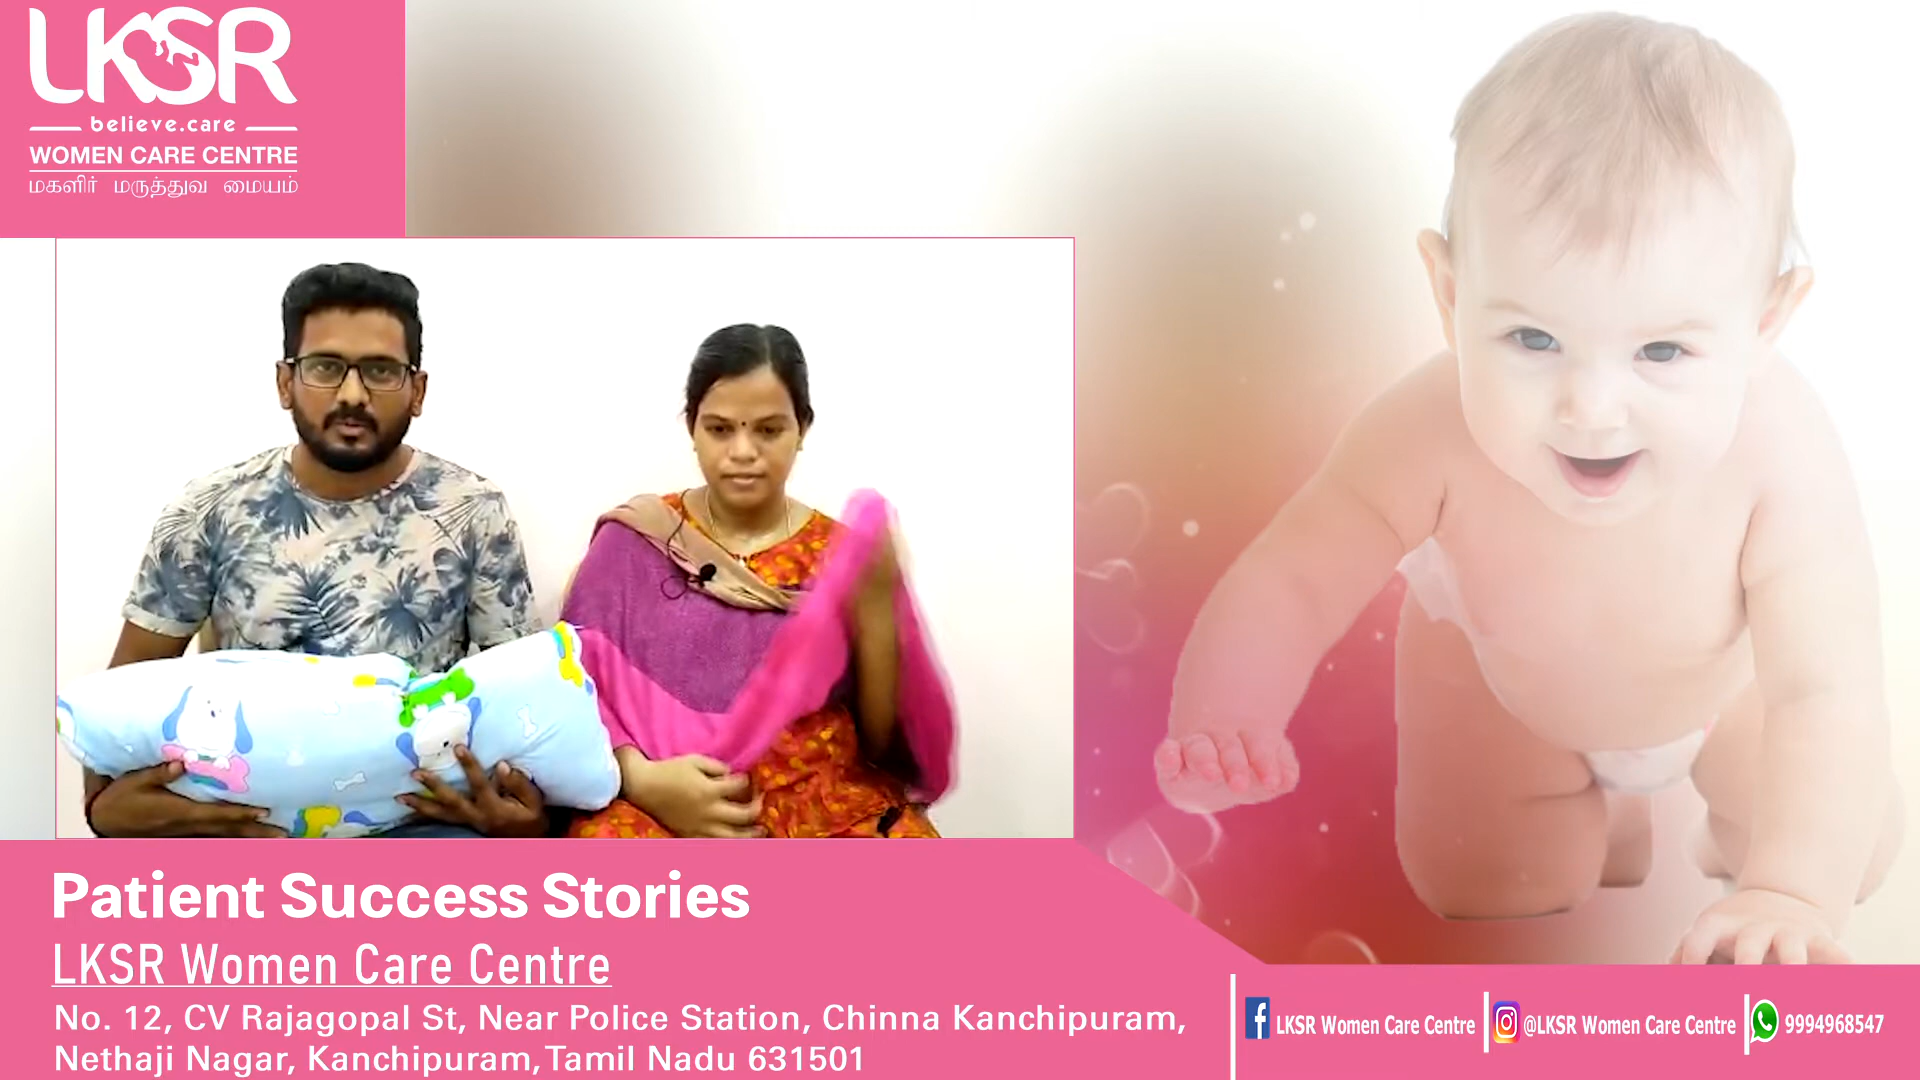 LKSR
believe.care
WOMEN CARE CENTRE
மகளிர் மருத்துவ மையம்
Patient Success Stories
LKSR Women Care Centre
No. 12, CV Rajagopal St, Near Police Station, Chinna Kanchipuram,
Nethaji Nagar, Kanchipuram, Tamil Nadu 631501
LKSR Women Care Centre
@LKSR Women Care Centre
9994968547